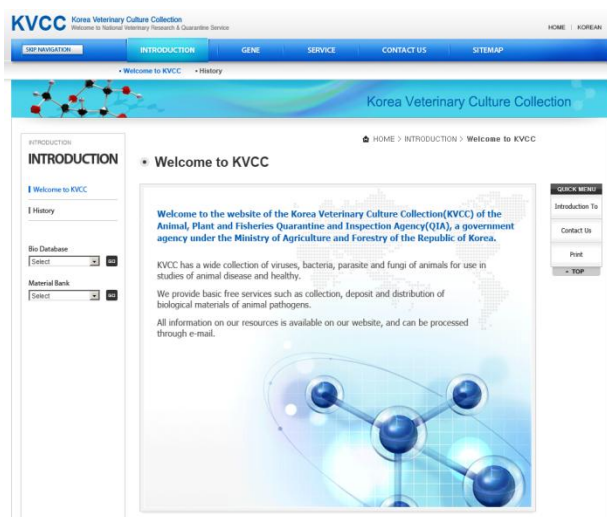 KVCC Korea Veterinary Culture Collection
Welcome to National Veterinary Research & Quarantine Service
HOME | KOREAN
SKIP NAVIGATION
INTRODUCTION GENE SERVICE CONTACT US SITEMAP
• Welcome to KVCC • History
Korea Veterinary Culture Collection
INTRODUCTION
INTRODUCTION
Welcome to KVCC
History
Bio Database
Select GO
Material Bank
Select GO
HOME > INTRODUCTION > Welcome to KVCC
Welcome to KVCC
Welcome to the website of the Korea Veterinary Culture Collection(KVCC) of the
Animal, Plant and Fisheries Quarantine and Inspection Agency(QIA), a government
agency under the Ministry of Agriculture and Forestry of the Republic of Korea.
KVCC has a wide collection of viruses, bacteria, parasite and fungi of animals for use in
studies of animal disease and healthy.
We provide basic free services such as collection, deposit and distribution of
biological materials of animal pathogens.
All information on our resources is available on our website, and can be processed
through e-mail.
QUICK MENU
Introduction To
Contact Us
Print
TOP